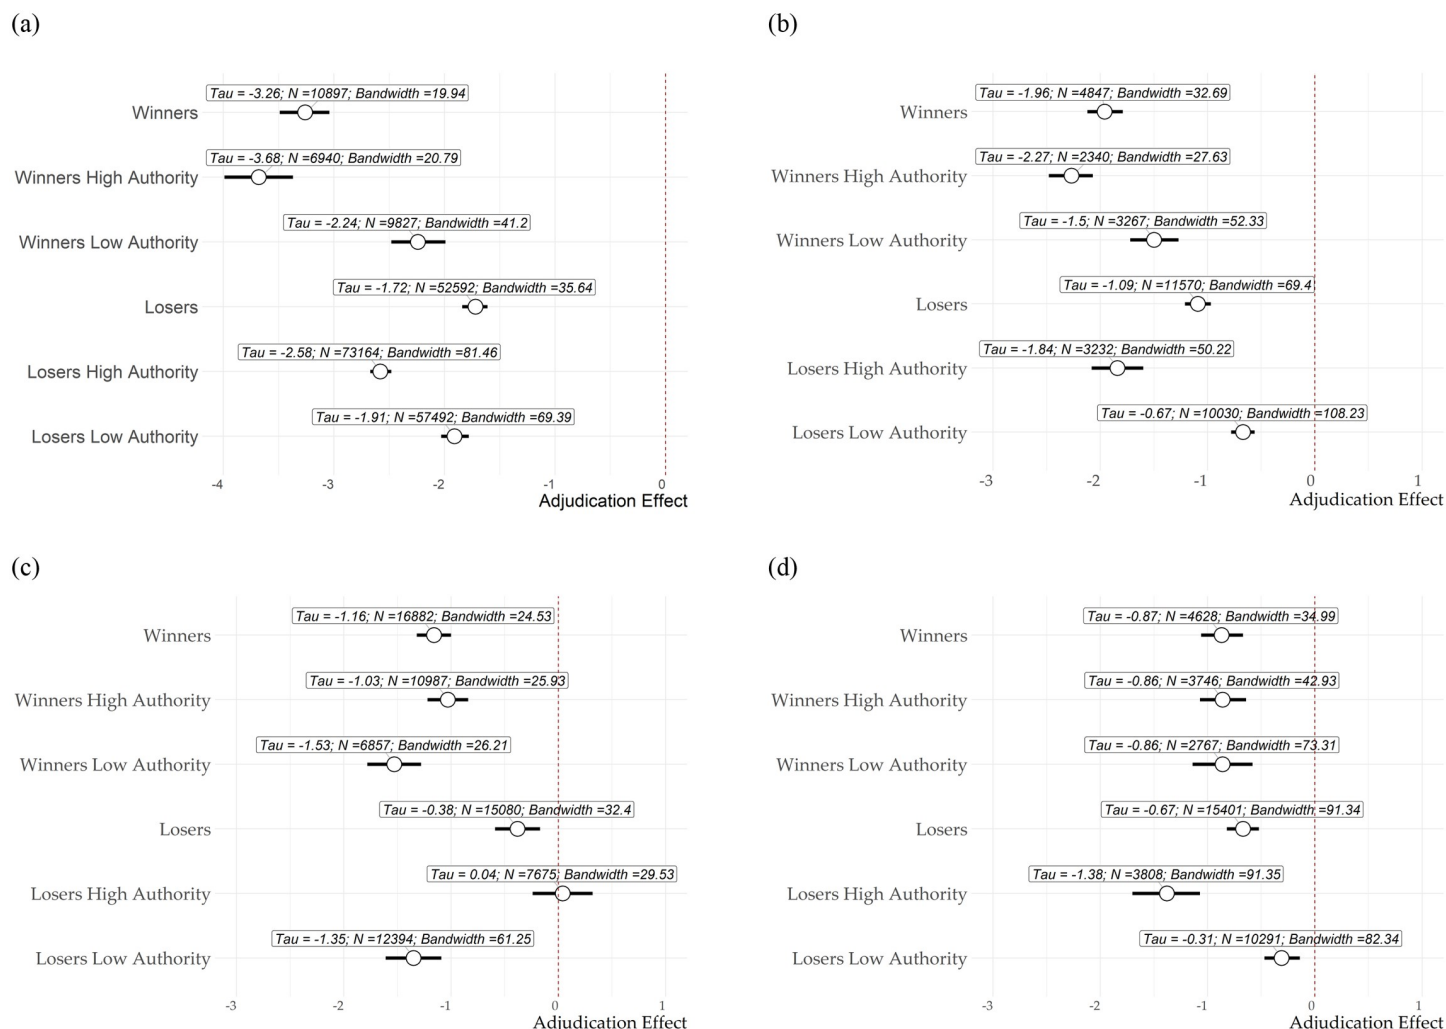 (a)
Winners
Tau = -3.26; N =10897; Bandwidth =19.94
Winners High Authority
Tau = -3.68; N =6940; Bandwidth =20.79
Winners Low Authority
Tau = -2.24; N =9827; Bandwidth =41.2
Losers
Tau = -1.72; N =52592; Bandwidth =35.64
Losers High Authority
Tau = -2.58; N =73164; Bandwidth =81.46
Losers Low Authority
Tau = -1.91; N =57492; Bandwidth =69.39
-4 -3 -2 -1 0
Adjudication Effect
(b)
Winners
Tau = -1.96; N =4847; Bandwidth =32.69
Winners High Authority
Tau = -2.27; N =2340; Bandwidth =27.63
Winners Low Authority
Tau = -1.5; N =3267; Bandwidth =52.33
Losers
Tau = -1.09; N =11570; Bandwidth =69.4
Losers High Authority
Tau = -1.84; N =3232; Bandwidth =50.22
Losers Low Authority
Tau = -0.67; N =10030; Bandwidth =108.23
-3 -2 -1 0 1
Adjudication Effect
(c)
Winners
Tau = -1.16; N =16882; Bandwidth =24.53
Winners High Authority
Tau = -1.03; N =10987; Bandwidth =25.93
Winners Low Authority
Tau = -1.53; N =6857; Bandwidth =26.21
Losers
Tau = -0.38; N =15080; Bandwidth =32.4
Losers High Authority
Tau = 0.04; N =7675; Bandwidth =29.53
Losers Low Authority
Tau = -1.35; N =12394; Bandwidth =61.25
-3 -2 -1 0 1
Adjudication Effect
(d)
Winners
Tau = -0.87; N =4628; Bandwidth =34.99
Winners High Authority
Tau = -0.86; N =3746; Bandwidth =42.93
Winners Low Authority
Tau = -0.86; N =2767; Bandwidth =73.31
Losers
Tau = -0.67; N =15401; Bandwidth =91.34
Losers High Authority
Tau = -1.38; N =3808; Bandwidth =91.35
Losers Low Authority
Tau = -0.31; N =10291; Bandwidth =82.34
-3 -2 -1 0 1
Adjudication Effect